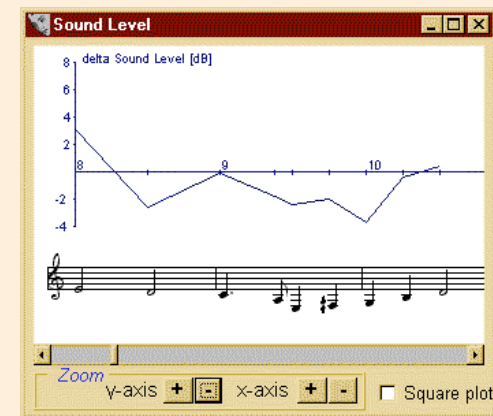 Sound Level
delta Sound Level [dB]
8
6
4
2
-2
-4
8 9 10
Zoom
y-axis + - x-axis + -
Square plot